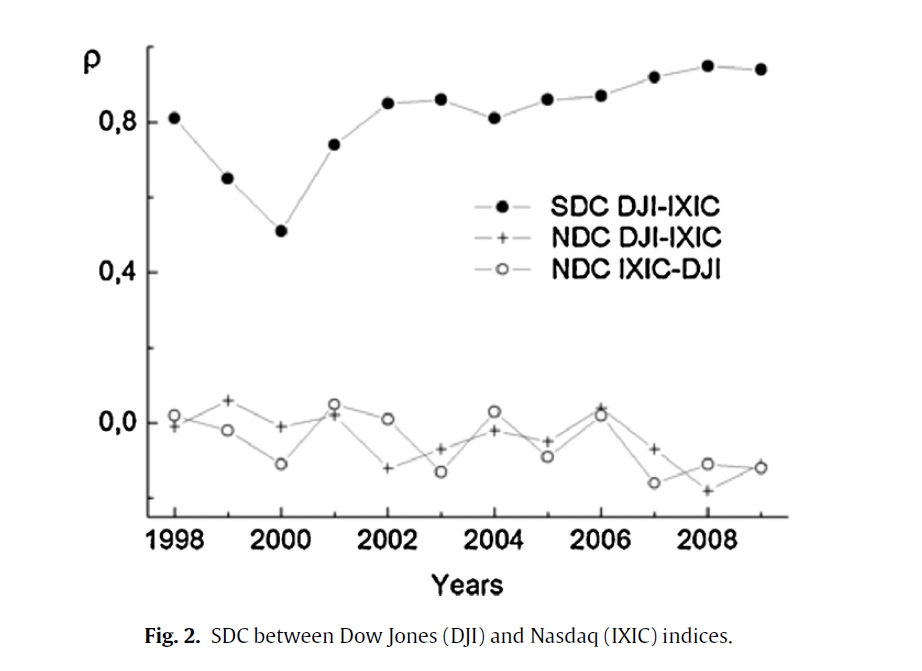 ρ
0,8
0,4
0,0
SDC DJI-IXIC
NDC DJI-IXIC
NDC IXIC-DJI
1998 2000 2002 2004 2006 2008
Years
Fig. 2. SDC between Dow Jones (DJI) and Nasdaq (IXIC) indices.